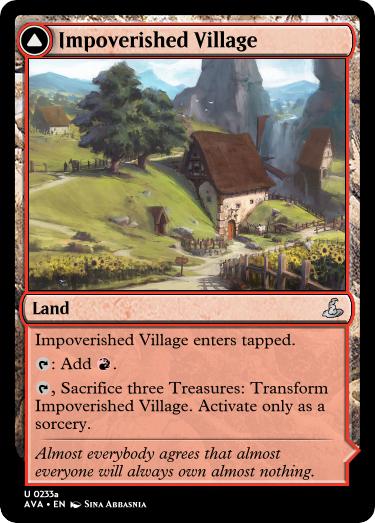 Impoverished Village
Land
Impoverished Village enters tapped.
: Add .
, Sacrifice three Treasures: Transform
Impoverished Village. Activate only as a
sorcery.
Almost everybody agrees that almost
everyone will always own almost nothing.
U 0233a
AVA • EN Sina Abbasnia